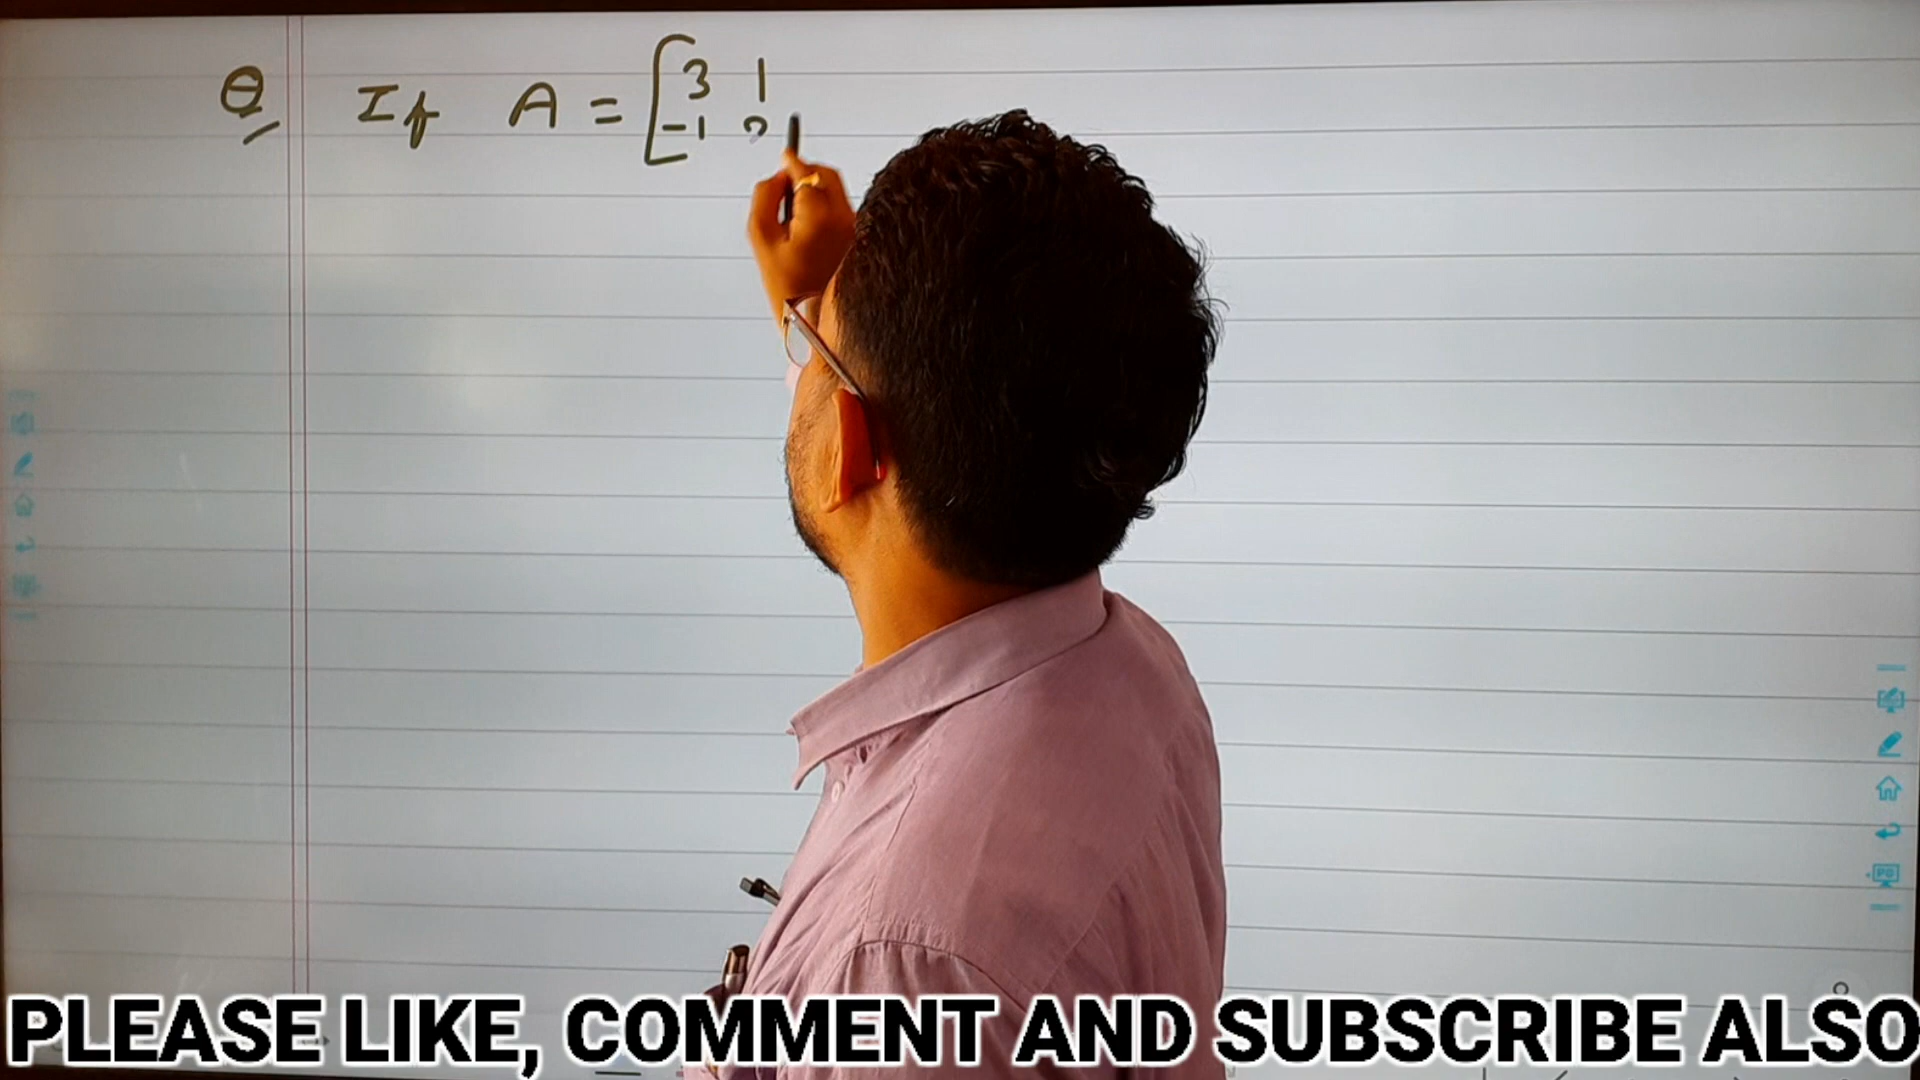 Q If A = [3 1
-1
PLEASE LIKE, COMMENT AND SUBSCRIBE ALSO